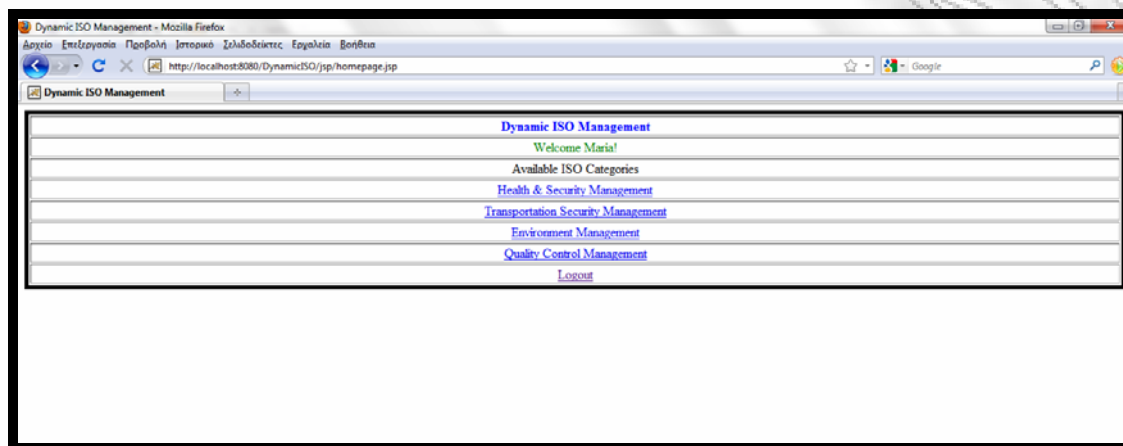 Dynamic ISO Management - Mozilla Firefox
Αρχείο Επεξεργασία Προβολή Ιστορικό Σελιδοδείκτες Εργαλεία Βοήθεια
http://localhost:8080/DynamicISO/jsp/homepage.jsp Google
Dynamic ISO Management
Dynamic ISO Management
Welcome Maria!
Available ISO Categories
Health & Security Management
Transportation Security Management
Environment Management
Quality Control Management
Logout